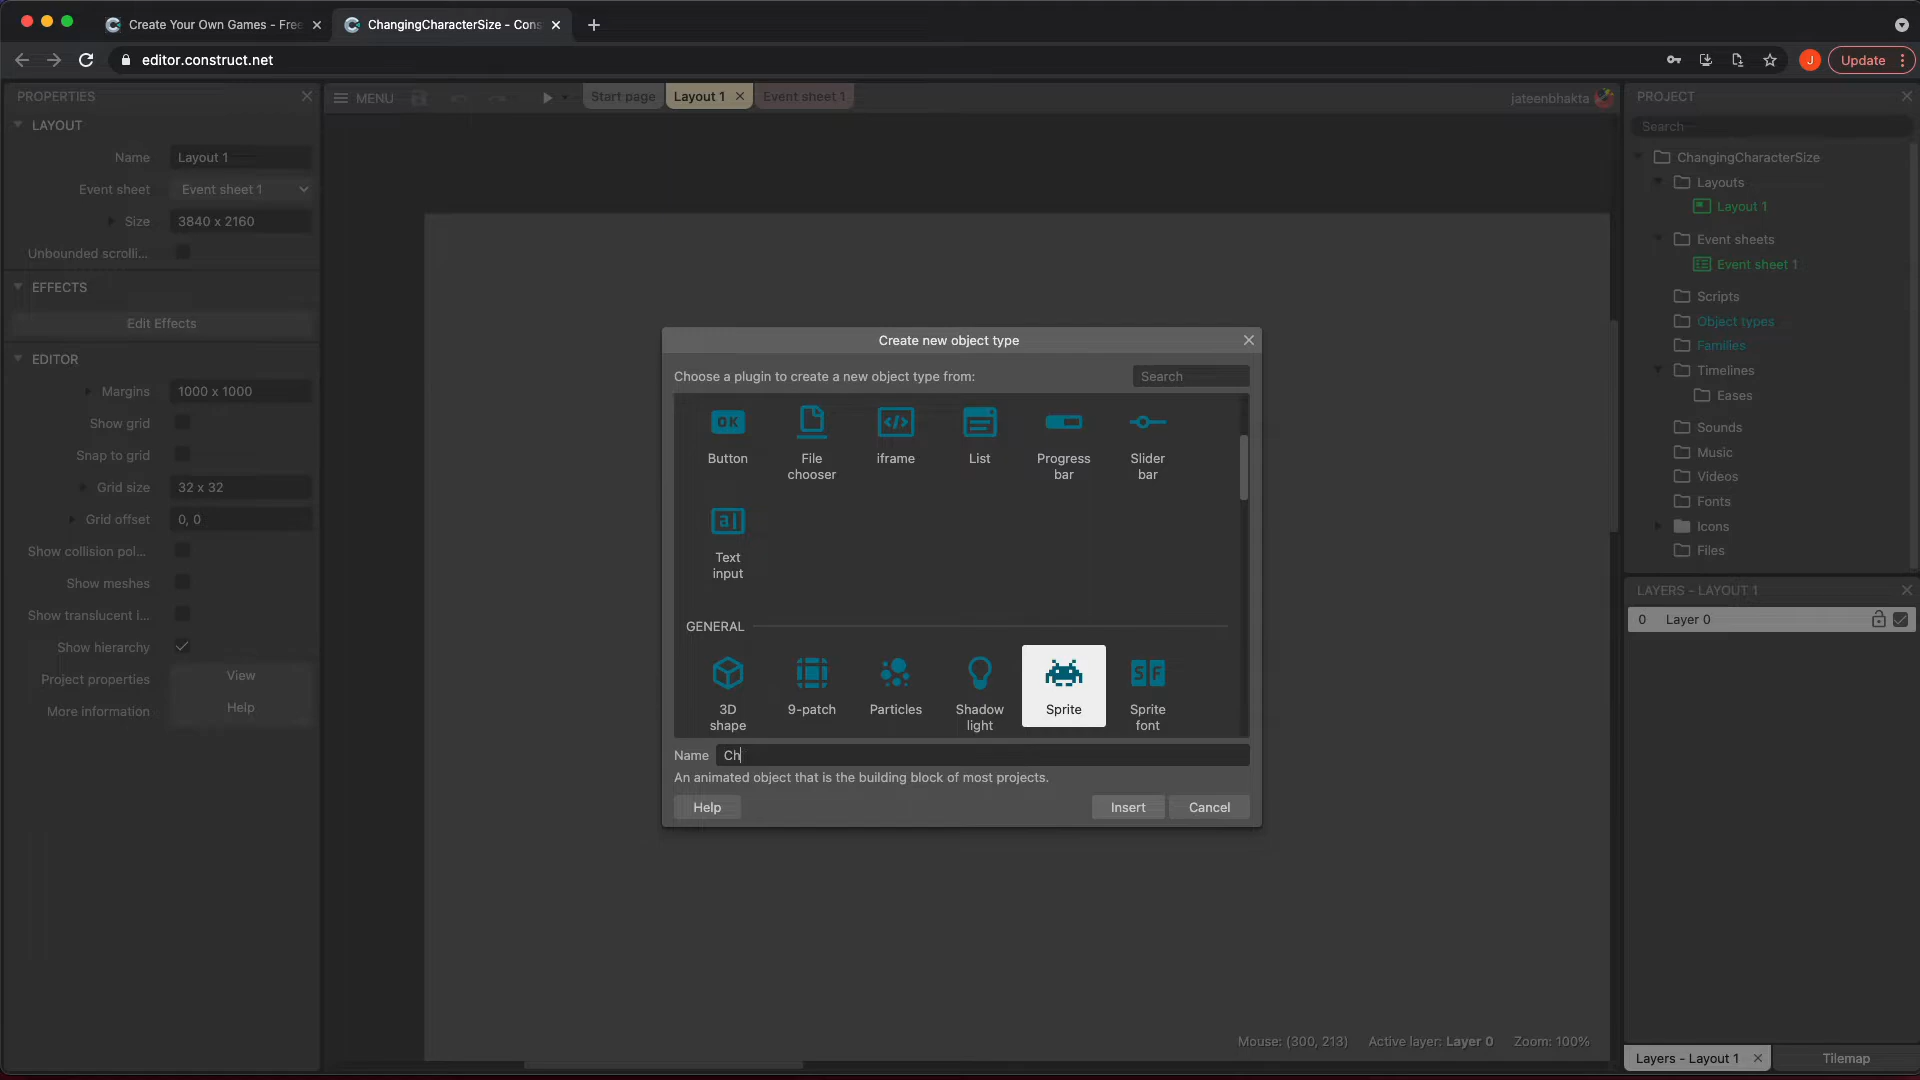 Create Your Own Games - Free
ChangingCharacterSize - Cons
editor.construct.net
J
Update
PROPERTIES
LAYOUT
Name Layout 1
Event sheet Event sheet 1
Size 3840 x 2160
Unbounded scrolli...
EFFECTS
Edit Effects
EDITOR
Margins 1000 x 1000
Show grid
Snap to grid
Grid size 32 x 32
Grid offset 0, 0
Show collision pol...
Show meshes
Show translucent i...
Show hierarchy
Project properties View
More information Help
MENU
Start page
Layout 1
Event sheet 1
jateenbhakta
Create new object type
Choose a plugin to create a new object type from:
Search
OK
Button
File
chooser
iframe
List
Progress
bar
Slider
bar
a
Text
input
GENERAL
3D
shape
9-patch
Particles
Shadow
light
Sprite
SF
Sprite
font
Name Ch
An animated object that is the building block of most projects.
Help
Insert
Cancel
Mouse: (300, 213) Active layer: Layer 0 Zoom: 100%
PROJECT
Search
ChangingCharacterSize
Layouts
Layout 1
Event sheets
Event sheet 1
Scripts
Object types
Families
Timelines
Eases
Sounds
Music
Videos
Fonts
Icons
Files
LAYERS - LAYOUT 1
0 Layer 0
Layers - Layout 1
Tilemap